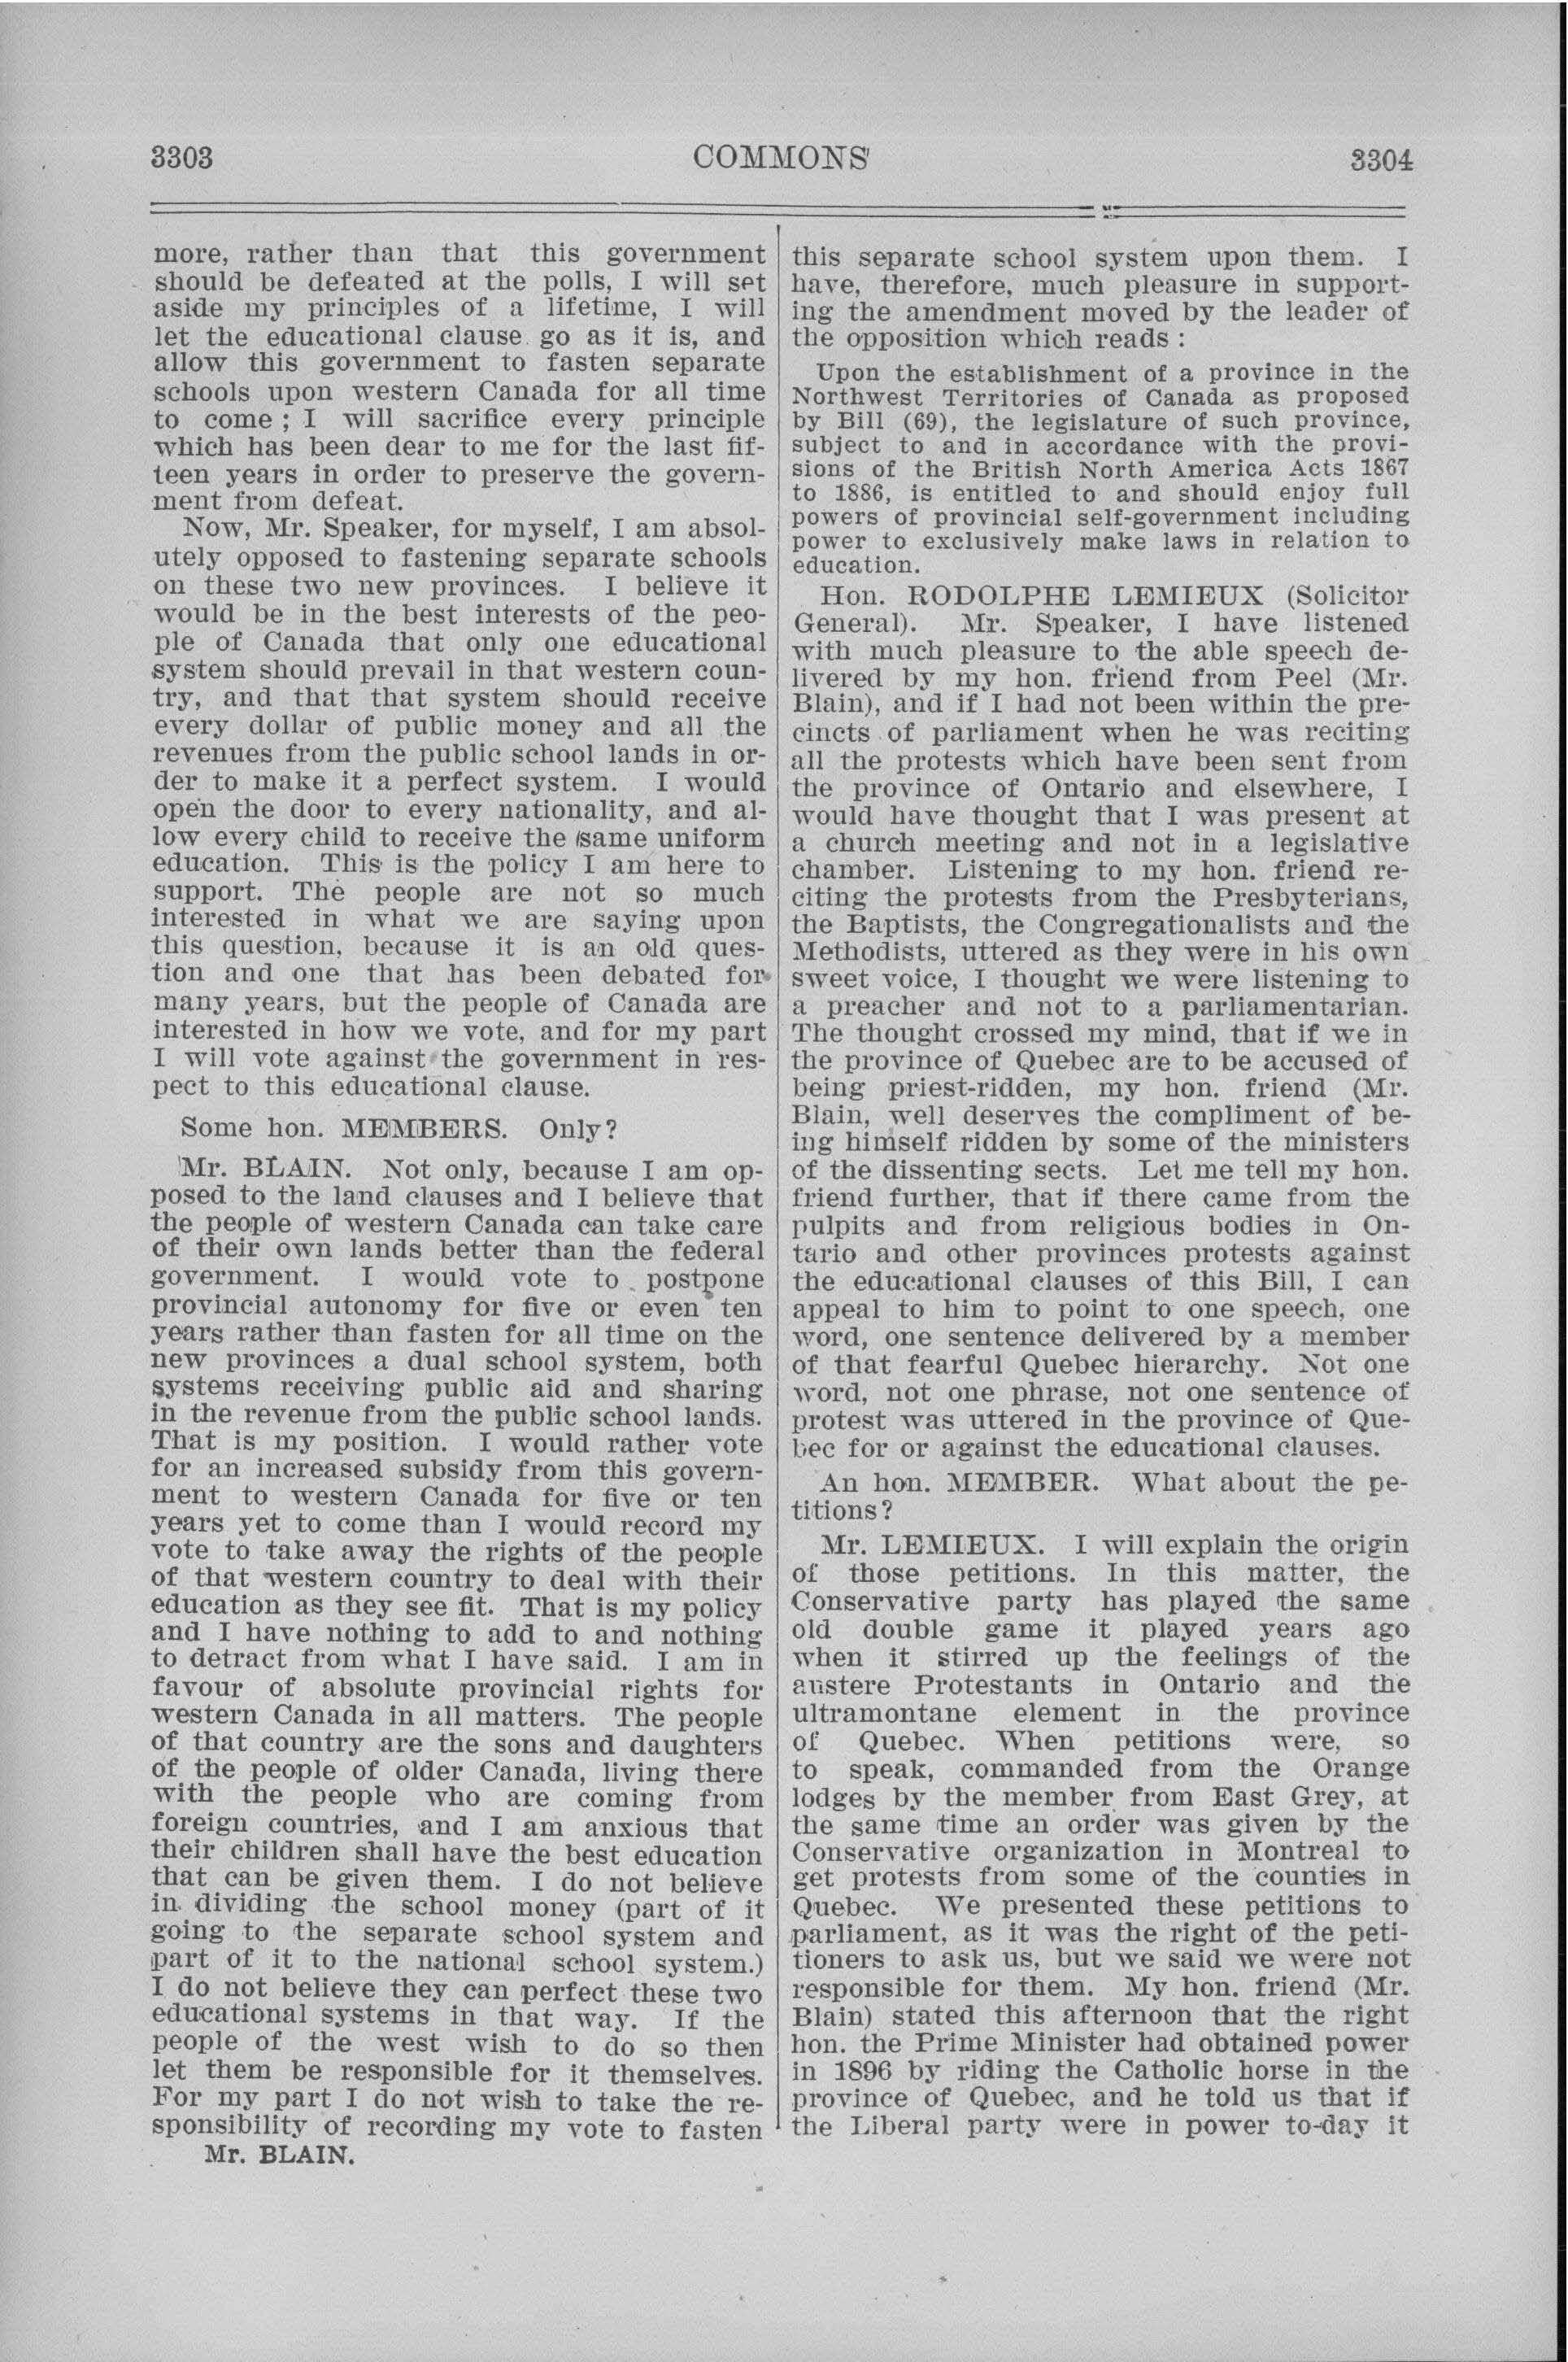 3303
COMMONS
3304
more, rather than that this government
should be defeated at the polls, I will set
aside my principles of a lifetime, I will
let the educational clause go as it is, and
allow this government to fasten separate
schools upon western Canada for all time
to come ; I will sacrifice every principle
which has been dear to me for the last fif-
teen years in order to preserve the govern-
ment from defeat.
Now, Mr. Speaker, for myself, I am absol-
utely opposed to fastening separate schools
on these two new provinces. I believe it
would be in the best interests of the peo-
ple of Canada that only one educational
system should prevail in that western coun-
try, and that that system should receive
every dollar of public money and all the
revenues from the public school lands in or-
der to make it a perfect system. I would
open the door to every nationality, and al-
low every child to receive the same uniform
education. This is the policy I am here to
support. The people are not so much
interested in what we are saying upon
this question, because it is an old ques-
tion and one that has been debated for
many years, but the people of Canada are
interested in how we vote, and for my part
I will vote against the government in res-
pect to this educational clause.
Some hon. MEMBERS. Only?
Mr. BLAIN. Not only, because I am op-
posed to the land clauses and I believe that
the people of western Canada can take care
of their own lands better than the federal
government. I would vote to postpone
provincial autonomy for five or even ten
years rather than fasten for all time on the
new provinces a dual school system, both
systems receiving public aid and sharing
in the revenue from the public school lands.
That is my position. I would rather vote
for an increased subsidy from this govern-
ment to western Canada for five or ten
years yet to come than I would record my
vote to take away the rights of the people
of that western country to deal with their
education as they see fit. That is my policy
and I have nothing to add to and nothing
to detract from what I have said. I am in
favour of absolute provincial rights for
western Canada in all matters. The people
of that country are the sons and daughters
of the people of older Canada, living there
with the people who are coming from
foreign countries, and I am anxious that
their children shall have the best education
that can be given them. I do not believe
in dividing the school money (part of it
going to the separate school system and
part of it to the national school system.)
I do not believe they can perfect these two
educational systems in that way. If the
people of the west wish to do so then
let them be responsible for it themselves.
For my part I do not wish to take the re-
sponsibility of recording my vote to fasten
Mr. BLAIN.
this separate school system upon them. I
have, therefore, much pleasure in support-
ing the amendment moved by the leader of
the opposition which reads :
Upon the establishment of a province in the
Northwest Territories of Canada as proposed
by Bill (69), the legislature of such province,
subject to and in accordance with the provi-
sions of the British North America Acts 1867
to 1886, is entitled to and should enjoy full
powers of provincial self-government including
power to exclusively make laws in relation to
education.
Hon. RODOLPHE LEMIEUX (Solicitor
General). Mr. Speaker, I have listened
with much pleasure to the able speech de-
livered by my hon. friend from Peel (Mr.
Blain), and if I had not been within the pre-
cincts of parliament when he was reciting
all the protests which have been sent from
the province of Ontario and elsewhere, I
would have thought that I was present at
a church meeting and not in a legislative
chamber. Listening to my hon. friend re-
citing the protests from the Presbyterians,
the Baptists, the Congregationalists and the
Methodists, uttered as they were in his own
sweet voice, I thought we were listening to
a preacher and not to a parliamentarian.
The thought crossed my mind, that if we in
the province of Quebec are to be accused of
being priest-ridden, my hon. friend (Mr.
Blain, well deserves the compliment of be-
ing himself ridden by some of the ministers
of the dissenting sects. Let me tell my hon.
friend further, that if there came from the
pulpits and from religious bodies in On-
tario and other provinces protests against
the educational clauses of this Bill, I can
appeal to him to point to one speech, one
word, one sentence delivered by a member
of that fearful Quebec hierarchy. Not one
word, not one phrase, not one sentence of
protest was uttered in the province of Que-
bec for or against the educational clauses.
An hon. MEMBER. What about the pe-
titions?
Mr. LEMIEUX. I will explain the origin
of those petitions. In this matter, the
Conservative party has played the same
old double game it played years ago
when it stirred up the feelings of the
austere Protestants in Ontario and the
ultramontane element in the province
of Quebec. When petitions were, so
to speak, commanded from the Orange
lodges by the member from East Grey, at
the same time an order was given by the
Conservative organization in Montreal to
get protests from some of the counties in
Quebec. We presented these petitions to
parliament, as it was the right of the peti-
tioners to ask us, but we said we were not
responsible for them. My hon. friend (Mr.
Blain) stated this afternoon that the right
hon. the Prime Minister had obtained power
in 1896 by riding the Catholic horse in the
province of Quebec, and he told us that if
the Liberal party were in power to-day it